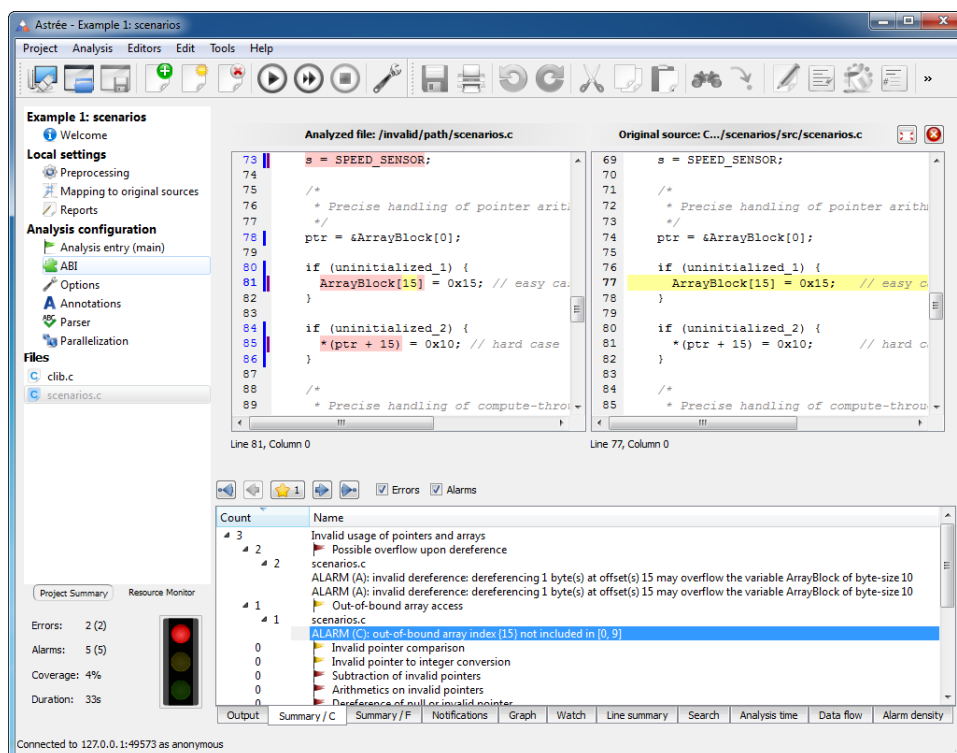 Astrée - Example 1: scenarios
Project Analysis Editors Edit Tools Help
»
Example 1: scenarios
Welcome
Local settings
Preprocessing
Mapping to original sources
Reports
Analysis configuration
Analysis entry (main)
ABI
Options
Annotations
Parser
Parallelization
Files
clib.c
scenarios.c
Analyzed file: /invalid/path/scenarios.c
73 s = SPEED_SENSOR;
74
75 /*
76 * Precise handling of pointer arit
77 */
78 ptr = &ArrayBlock[0];
79
80 if (uninitialized_1) {
81 ArrayBlock[15] = 0x15; // easy ca
82 }
83
84 if (uninitialized_2) {
85 *(ptr + 15) = 0x10; // hard case
86 }
87
88 /*
89 * Precise handling of compute-throu
Line 81, Column 0
Original source: C.../scenarios/src/scenarios.c
69 s = SPEED_SENSOR;
70
71 /*
72 * Precise handling of pointer arith
73 */
74 ptr = &ArrayBlock[0];
75
76 if (uninitialized_1) {
77 ArrayBlock[15] = 0x15; // easy c
78 }
79
80 if (uninitialized_2) {
81 *(ptr + 15) = 0x10; // hard c
82 }
83
84 /*
85 * Precise handling of compute-throu
Line 77, Column 0
1 Errors Alarms
Count Name
3 Invalid usage of pointers and arrays
2 Possible overflow upon dereference
2 scenarios.c
ALARM (A): invalid dereference: dereferencing 1 byte(s) at offset(s) 15 may overflow the variable ArrayBlock of byte-size 10
ALARM (A): invalid dereference: dereferencing 1 byte(s) at offset(s) 15 may overflow the variable ArrayBlock of byte-size 10
1 Out-of-bound array access
1 scenarios.c
ALARM (C): out-of-bound array index {15} not included in [0, 9]
0 Invalid pointer comparison
0 Invalid pointer to integer conversion
0 Subtraction of invalid pointers
0 Arithmetics on invalid pointers
0 Dereference of null or invalid pointer
Output Summary / C Summary / F Notifications Graph Watch Line summary Search Analysis time Data flow Alarm density
Project Summary Resource Monitor
Errors: 2 (2)
Alarms: 5 (5)
Coverage: 4%
Duration: 33s
Connected to 127.0.0.1:49573 as anonymous